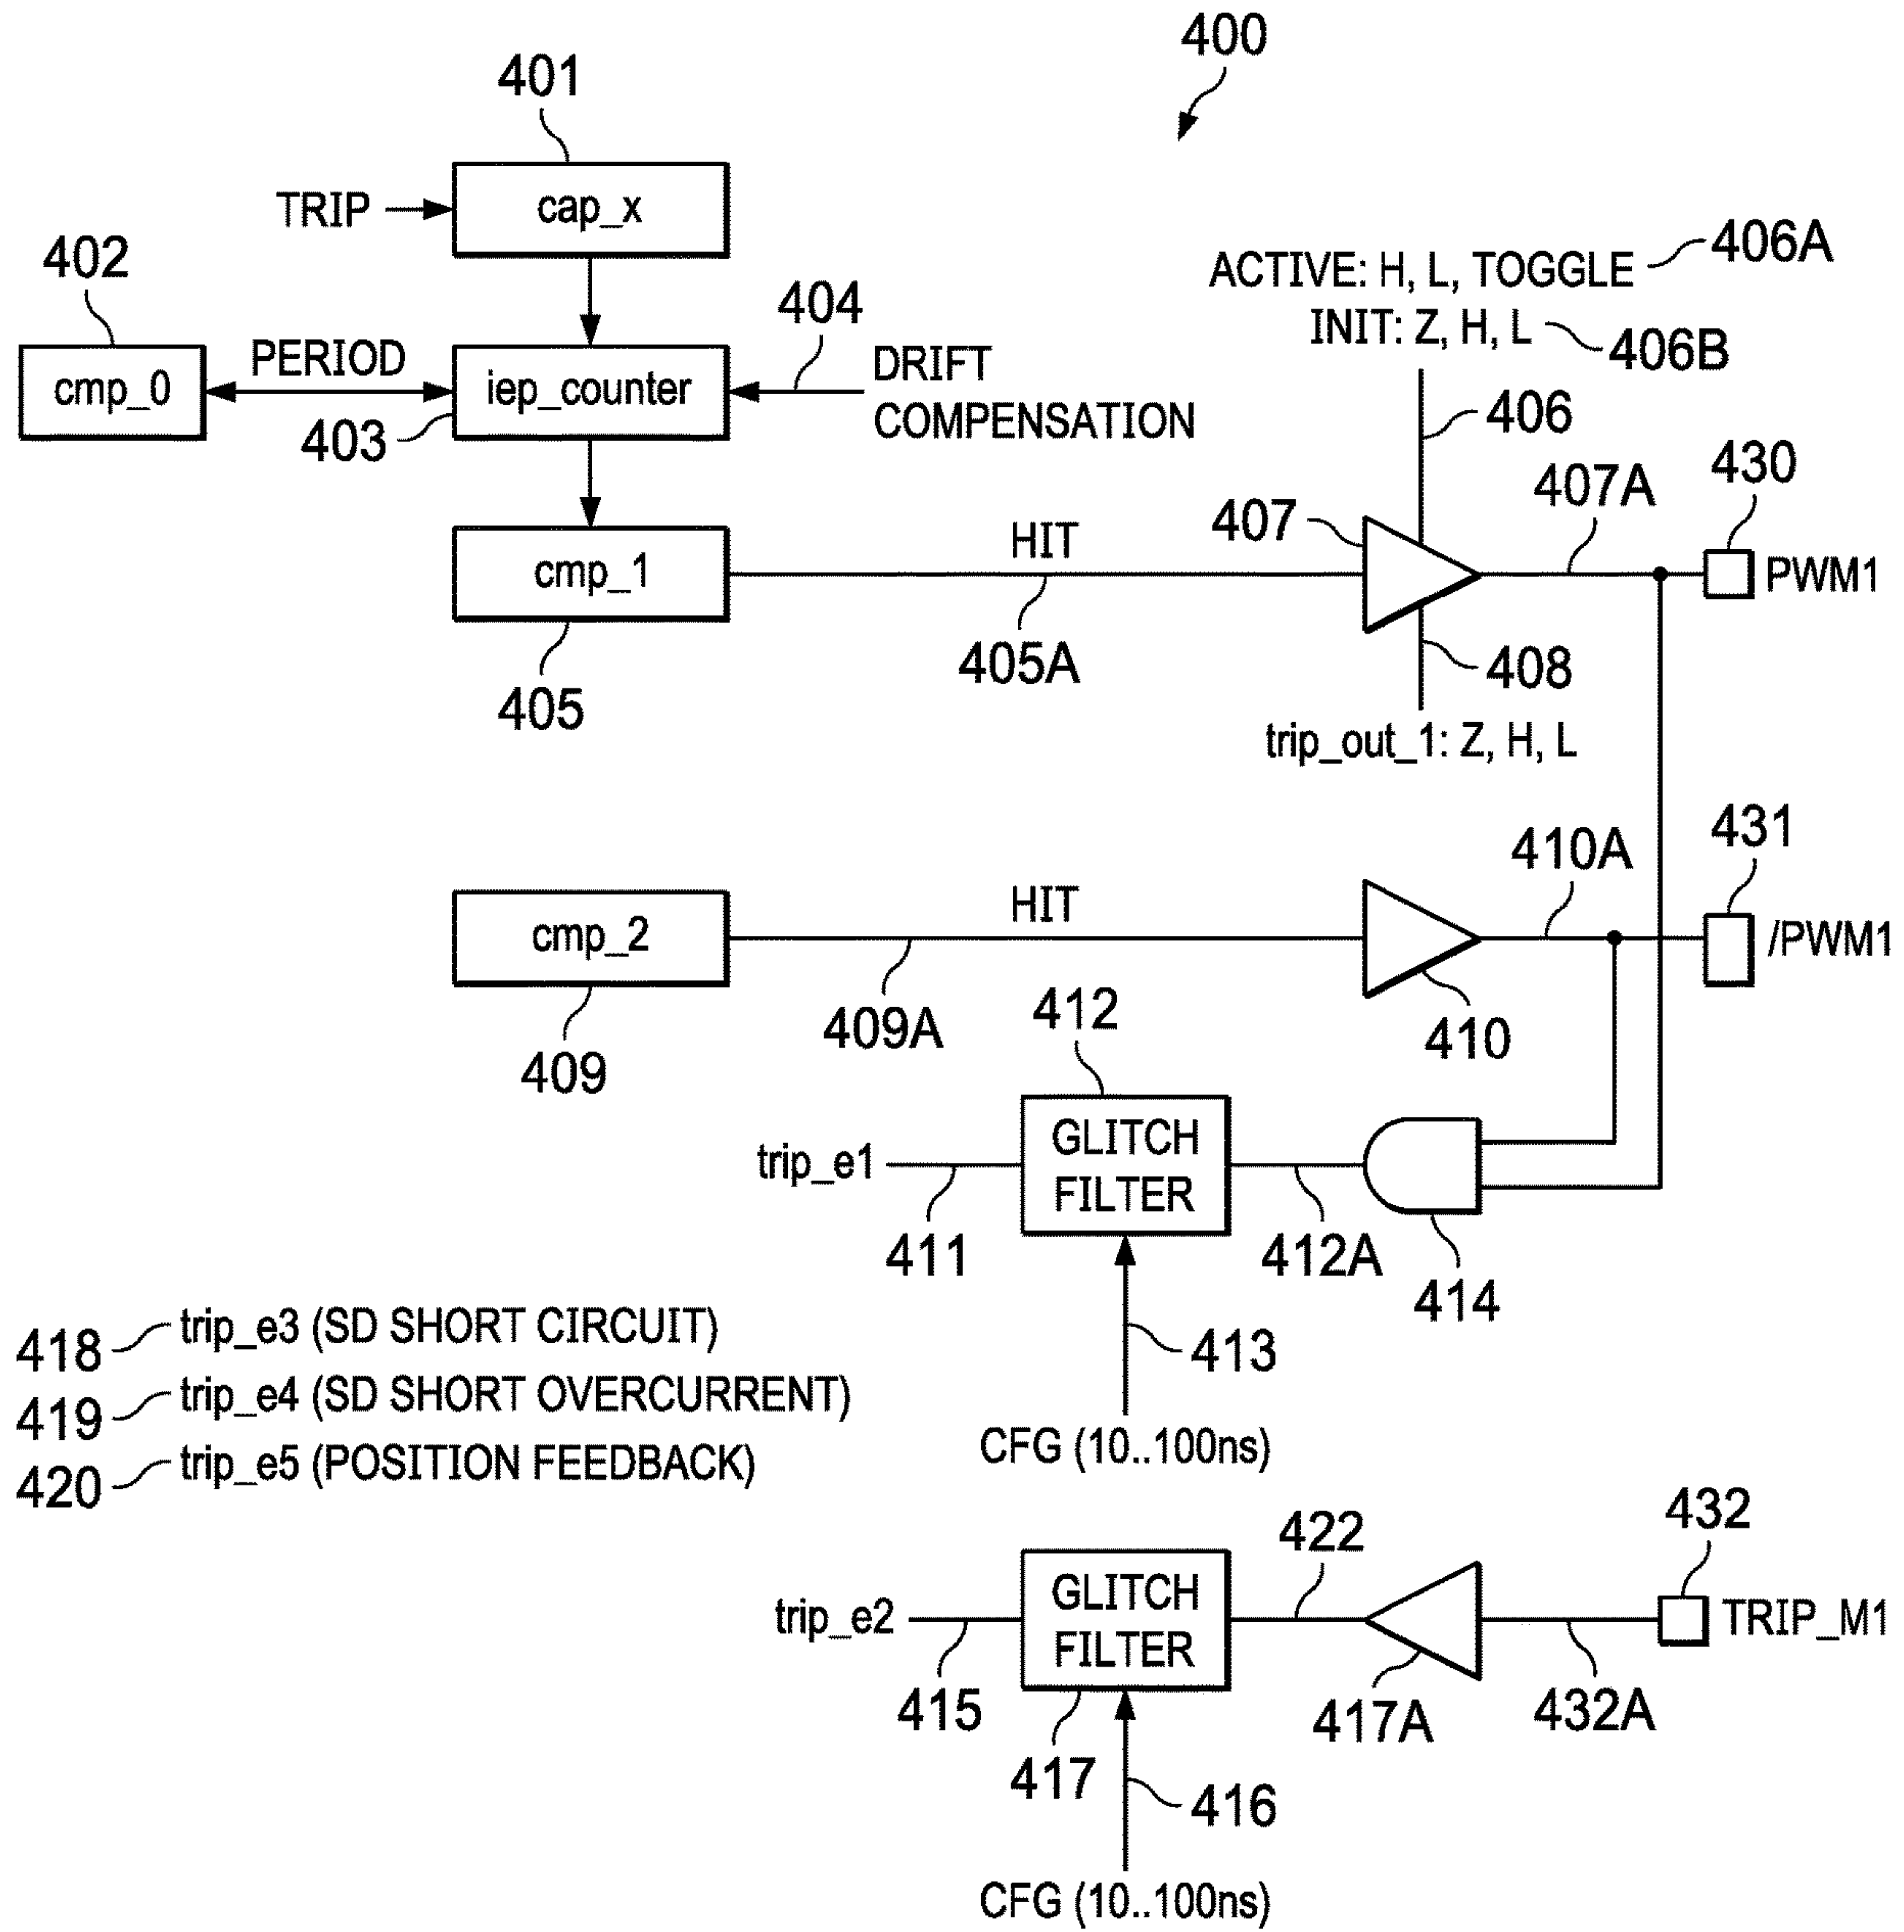 400
401
TRIP
cap_x
402
406A
ACTIVE: H, L, TOGGLE
404
INIT: Z, H, L
406B
PERIOD
cmp_0
iep_counter
DRIFT
COMPENSATION
403
406
430
407A
407
HIT
cmp_1
PWM1
405A
408
405
trip_out_1: Z, H, L
431
410A
HIT
cmp_2
/PWM1
412
409A
410
409
GLITCH
FILTER
trip_e1
411
412A
414
418
trip_e3 (SD SHORT CIRCUIT)
413
419
trip_e4 (SD SHORT OVERCURRENT)
420
trip_e5 (POSITION FEEDBACK)
CFG (10..100ns)
432
422
GLITCH
FILTER
trip_e2
TRIP_M1
415
417A
432A
417
416
CFG (10..100ns)